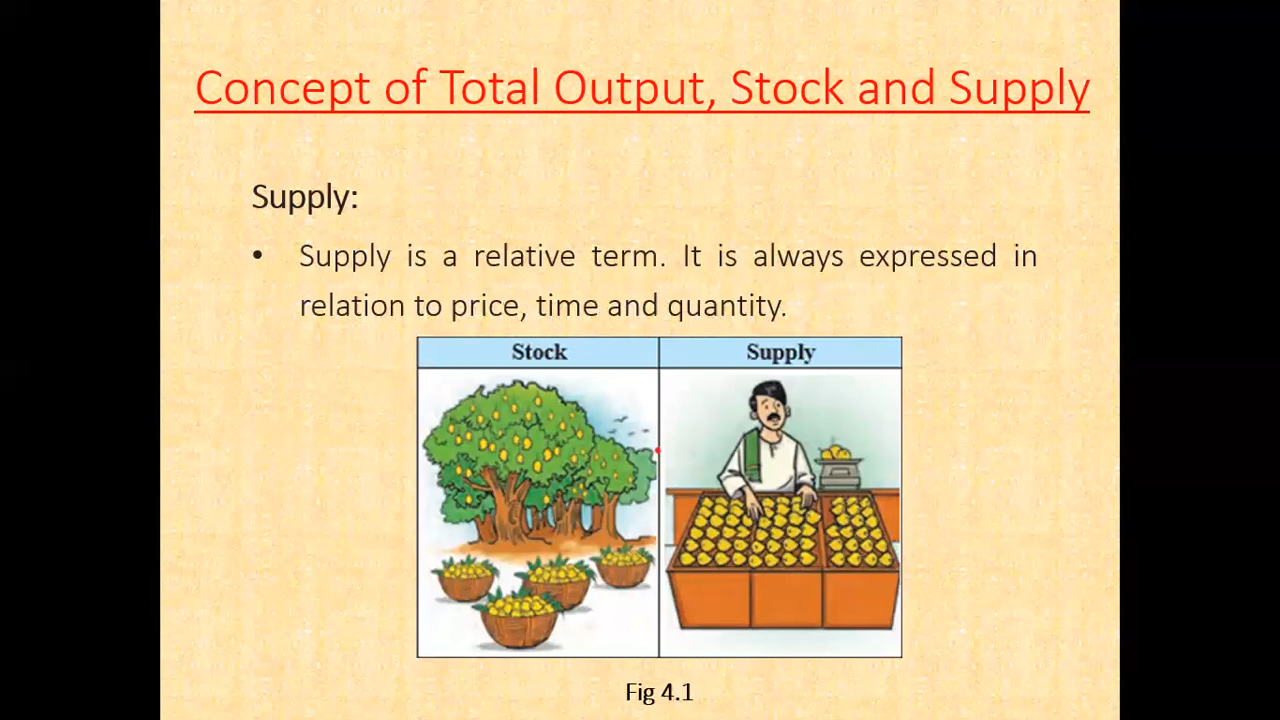 Concept of Total Output, Stock and Supply
Supply:
• Supply is a relative term. It is always expressed in
relation to price, time and quantity.
Stock Supply
Fig 4.1